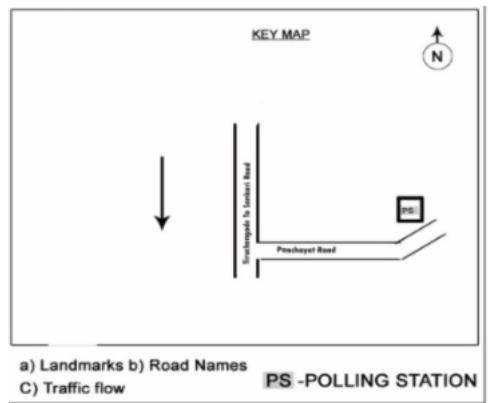 KEY MAP
N
Tiruchengode To Sankari Road
PS
Panchayat Road
a) Landmarks b) Road Names
C) Traffic flow
PS -POLLING STATION